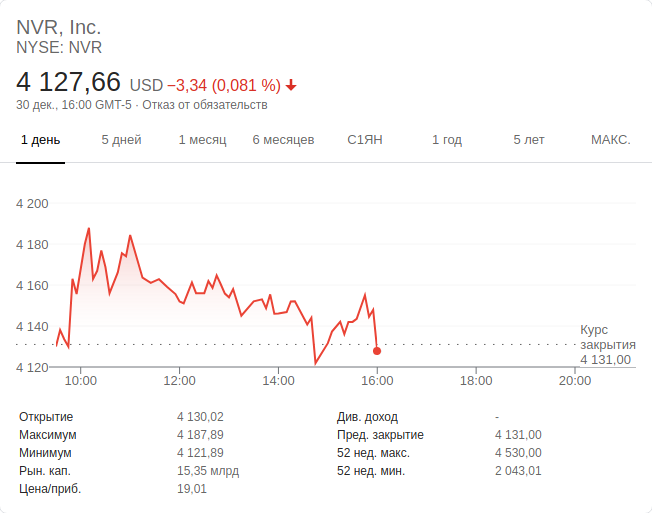 NVR, Inc.
NYSE: NVR
4 127,66 USD −3,34 (0,081 %)
30 дек., 16:00 GMT-5 · Отказ от обязательств
1 день 5 дней 1 месяц 6 месяцев С1ЯН 1 год 5 лет МАКС.
4 200
4 180
4 160
4 140
4 120
Курс
закрытия
4 131,00
10:00 12:00 14:00 16:00 18:00 20:00
Открытие 4 130,02 Див. доход -
Максимум 4 187,89 Пред. закрытие 4 131,00
Минимум 4 121,89 52 нед. макс. 4 530,00
Рын. кап. 15,35 млрд 52 нед. мин. 2 043,01
Цена/приб. 19,01